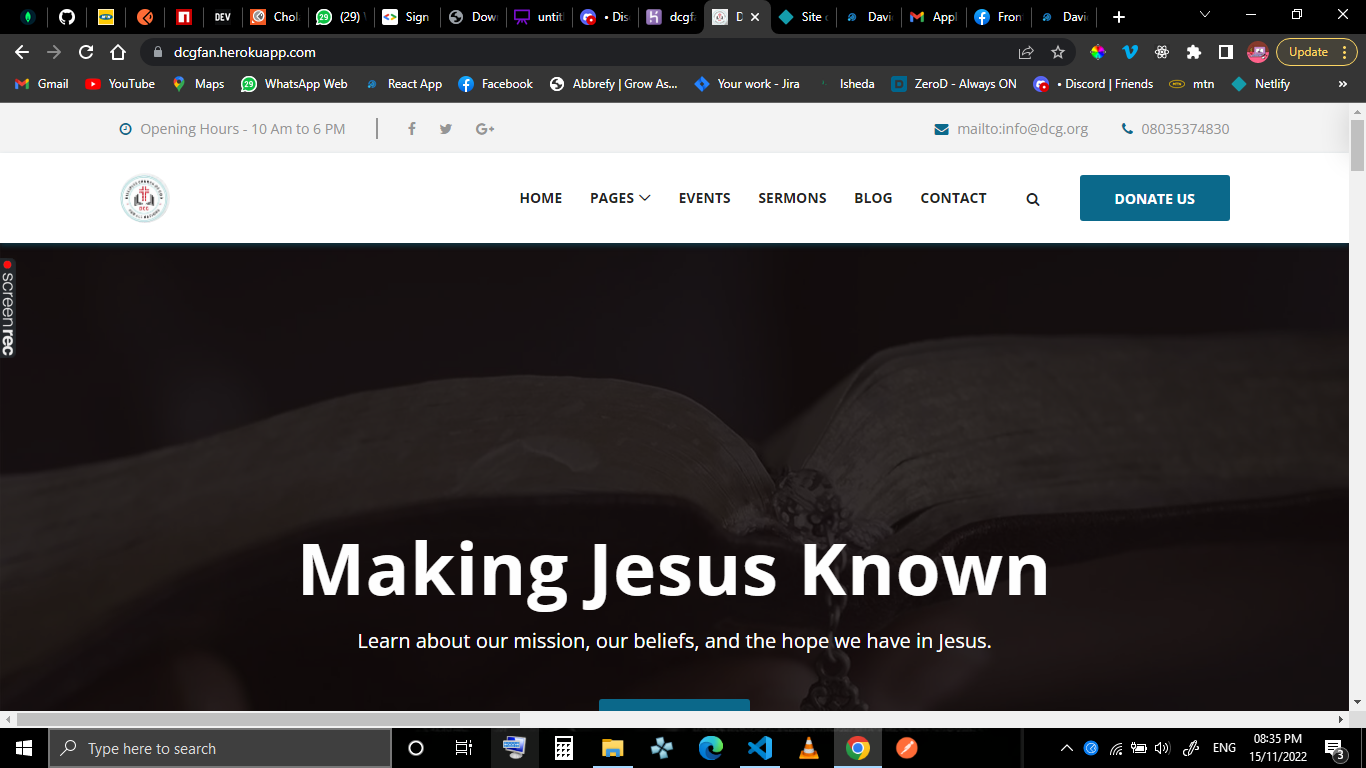 DEV
Chol
(29)
Sign
Dow
untit
• Dis
dcgf
D
Site
Davi
Appl
Fron
Davi
dcgfan.herokuapp.com
Update
Gmail
YouTube
Maps
29
WhatsApp Web
React App
Facebook
Abbrefy | Grow As...
Your work - Jira
Isheda
ZeroD - Always ON
• Discord | Friends
mtn
Netlify
»
Opening Hours - 10 Am to 6 PM
mailto:info@dcg.org
08035374830
DCC
HOME
PAGES
EVENTS
SERMONS
BLOG
CONTACT
DONATE US
screenrec
Making Jesus Known
Learn about our mission, our beliefs, and the hope we have in Jesus.
Type here to search
ENG
08:35 PM
15/11/2022
3